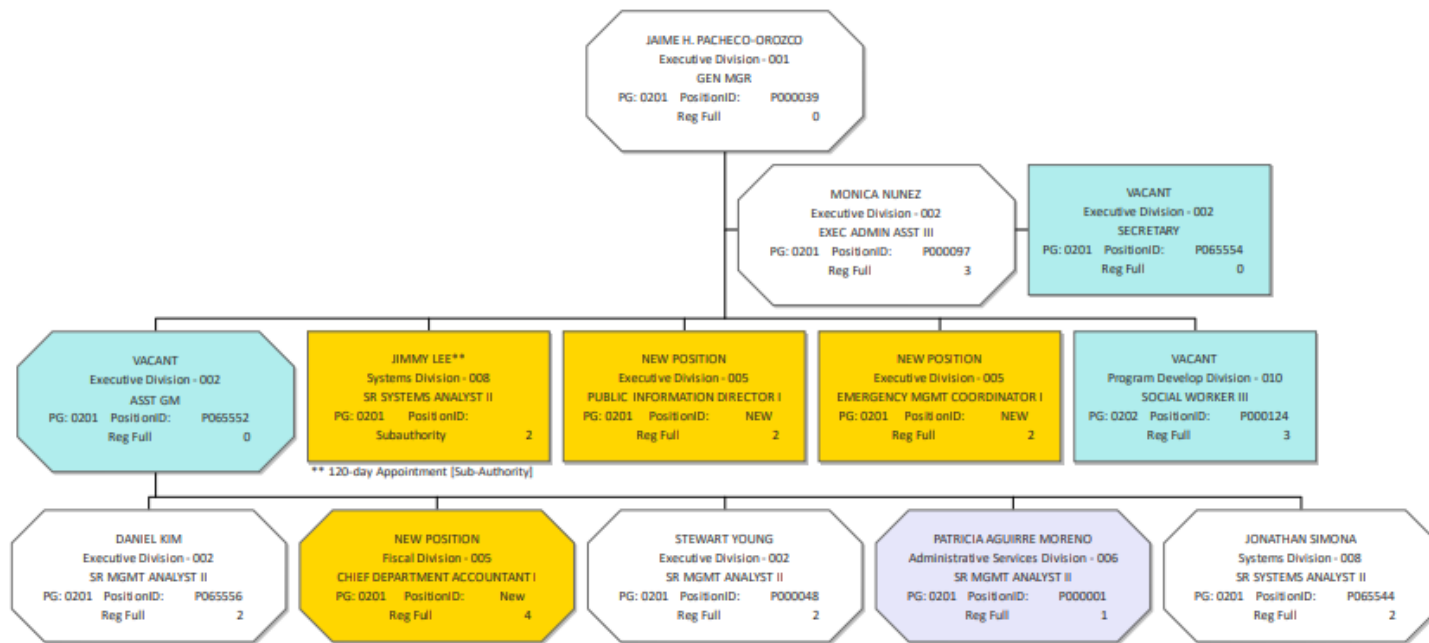 JAIME H. PACHECO-OROZCO
Executive Division - 001
GEN MGR
PG: 0201 PositionID: P000039
Reg Full 0
MONICA NUNEZ
Executive Division - 002
EXEC ADMIN ASST III
PG: 0201 PositionID: P000097
Reg Full 3
VACANT
Executive Division - 002
SECRETARY
PG: 0201 PositionID: P065554
Reg Full 0
VACANT
Executive Division - 002
ASST GM
PG: 0201 PositionID: P065552
Reg Full 0
JIMMY LEE**
Systems Division - 008
SR SYSTEMS ANALYST II
PG: 0201 PositionID:
Subauthority 2
** 120-day Appointment [Sub-Authority]
NEW POSITION
Executive Division - 005
PUBLIC INFORMATION DIRECTOR I
PG: 0201 PositionID: NEW
Reg Full 2
NEW POSITION
Executive Division - 005
EMERGENCY MGMT COORDINATOR I
PG: 0201 PositionID: NEW
Reg Full 2
VACANT
Program Develop Division - 010
SOCIAL WORKER III
PG: 0202 PositionID: P000124
Reg Full 3
DANIEL KIM
Executive Division - 002
SR MGMT ANALYST II
PG: 0201 PositionID: P065556
Reg Full 2
NEW POSITION
Fiscal Division - 005
CHIEF DEPARTMENT ACCOUNTANT I
PG: 0201 PositionID: New
Reg Full 4
STEWART YOUNG
Executive Division - 002
SR MGMT ANALYST II
PG: 0201 PositionID: P000048
Reg Full 2
PATRICIA AGUIRRE MORENO
Administrative Services Division - 006
SR MGMT ANALYST II
PG: 0201 PositionID: P000001
Reg Full 1
JONATHAN SIMONA
Systems Division - 008
SR SYSTEMS ANALYST II
PG: 0201 PositionID: P065544
Reg Full 2